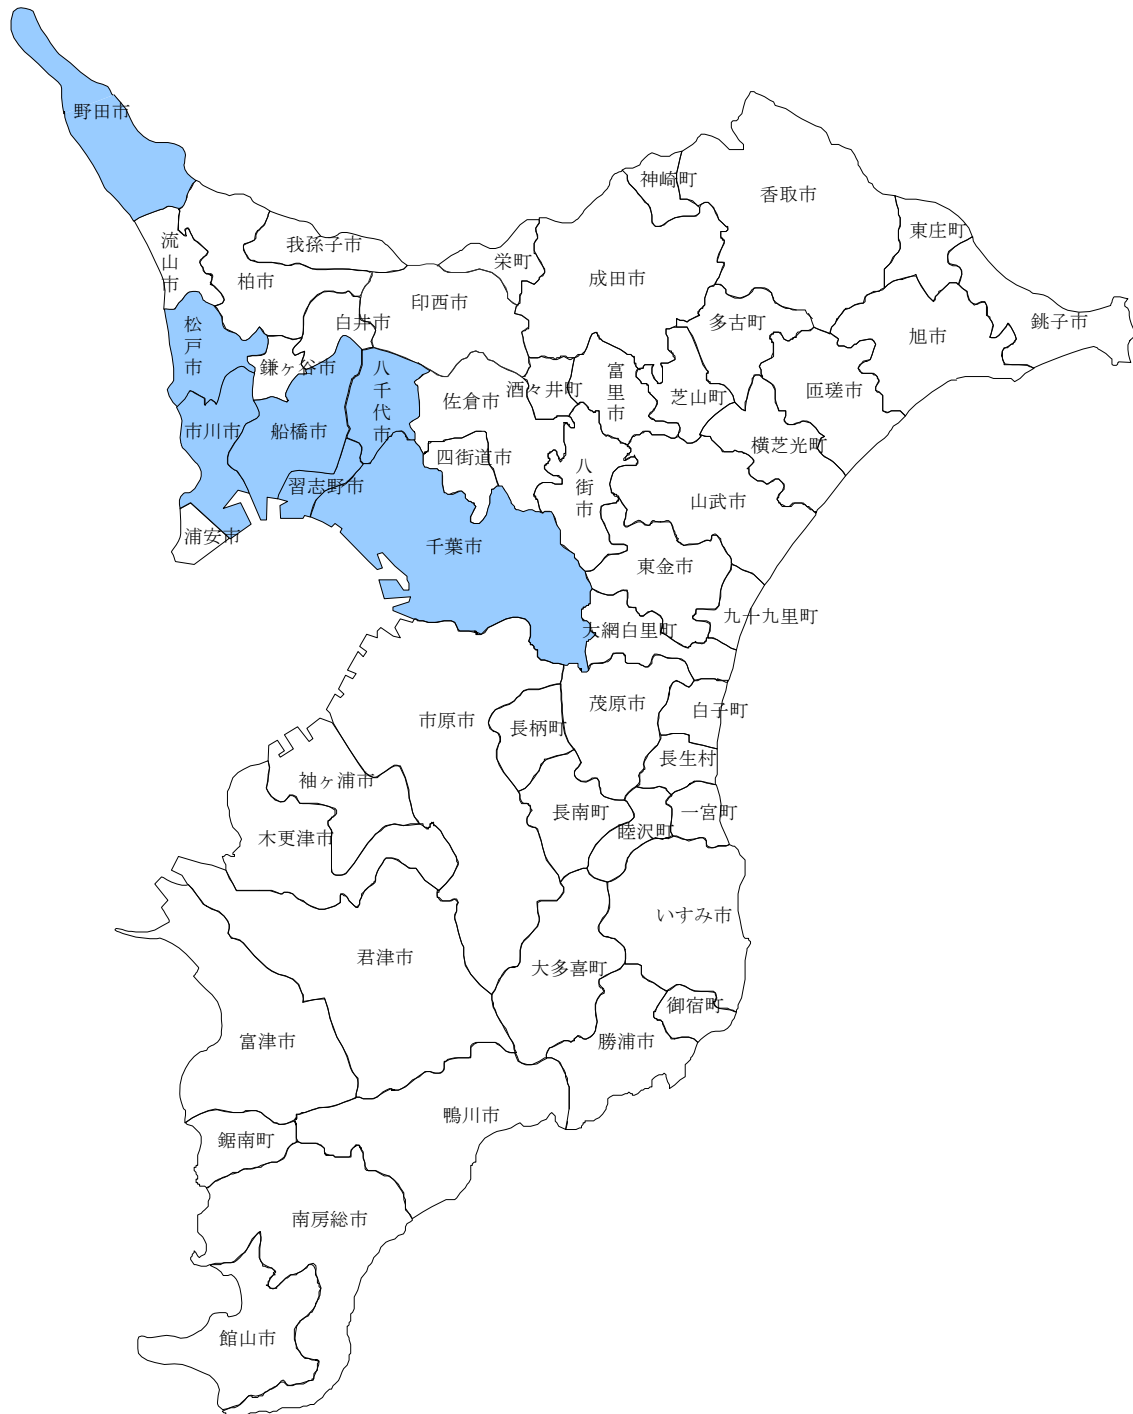 野田市
神崎町
香取市
東庄町
流山市
我孫子市
柏市
栄町
成田市
印西市
白井市
多古町
銚子市
旭市
松戸市
鎌ヶ谷市
八千代市
酒々井町
富里市
佐倉市
芝山町
匝瑳市
市川市
船橋市
四街道市
横芝光町
習志野市
八街市
山武市
浦安市
千葉市
東金市
九十九里町
大網白里町
茂原市
白子町
市原市
長柄町
長生村
袖ヶ浦市
長南町
一宮町
睦沢町
木更津市
いすみ市
君津市
大多喜町
御宿町
富津市
勝浦市
鴨川市
鋸南町
南房総市
館山市